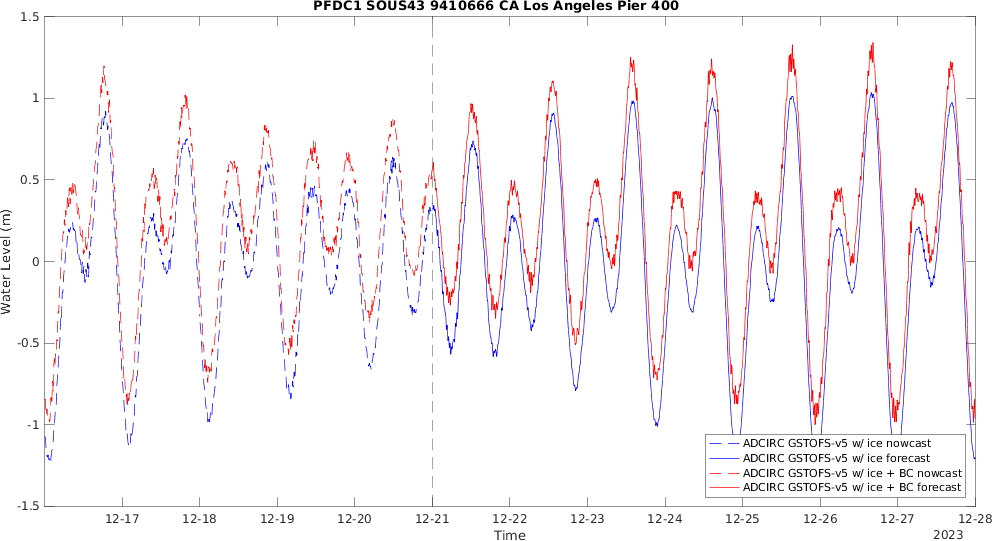 PFDC1 SOUS43 9410666 CA Los Angeles Pier 400
1.5
1
0.5
0
-0.5
-1
-1.5
Water Level (m)
ADCIRC GSTOFS-v5 w/ ice nowcast
ADCIRC GSTOFS-v5 w/ ice forecast
ADCIRC GSTOFS-v5 w/ ice + BC nowcast
ADCIRC GSTOFS-v5 w/ ice + BC forecast
12-17 12-18 12-19 12-20 12-21 12-22 12-23 12-24 12-25 12-26 12-27 12-28
Time
2023